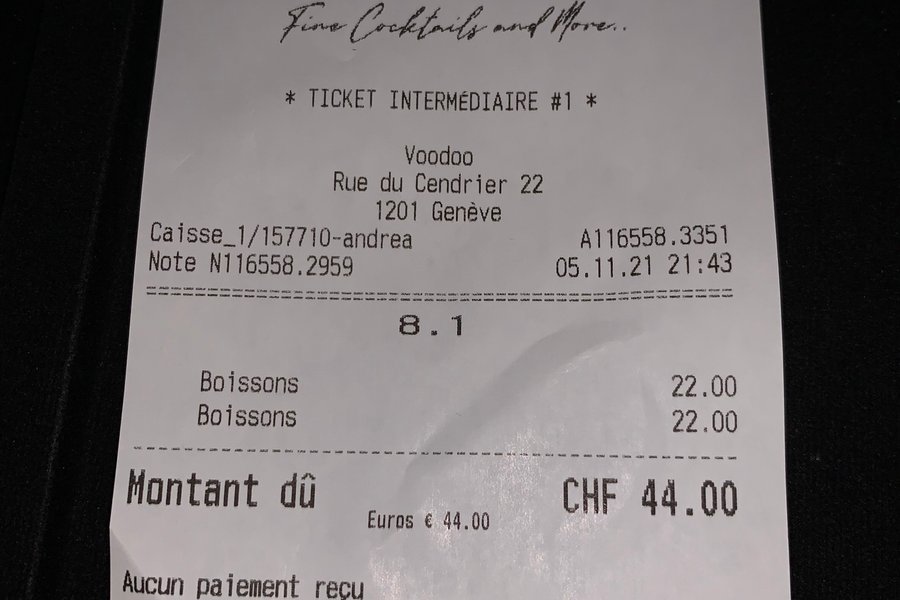 Fine Cocktails and More..
* TICKET INTERMÉDIAIRE #1 *
Voodoo
Rue du Cendrier 22
1201 Genève
Caisse_1/157710-andrea A116558.3351
Note N116558.2959 05.11.21 21:43
8.1
Boissons 22.00
Boissons 22.00
Montant dû CHF 44.00
Euros € 44.00
Aucun paiement reçu